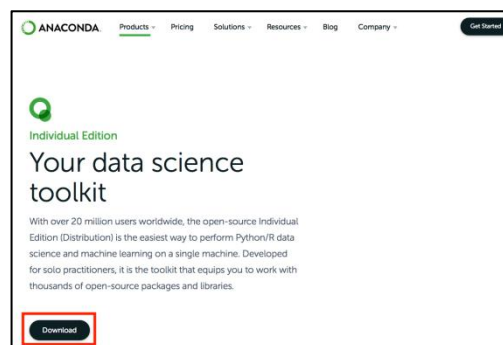 ANACONDA. Products Pricing Solutions Resources Blog Company Get Started
Individual Edition
Your data science
toolkit
With over 20 million users worldwide, the open-source Individual
Edition (Distribution) is the easiest way to perform Python/R data
science and machine learning on a single machine. Developed
for solo practitioners, it is the toolkit that equips you to work with
thousands of open-source packages and libraries.
Download